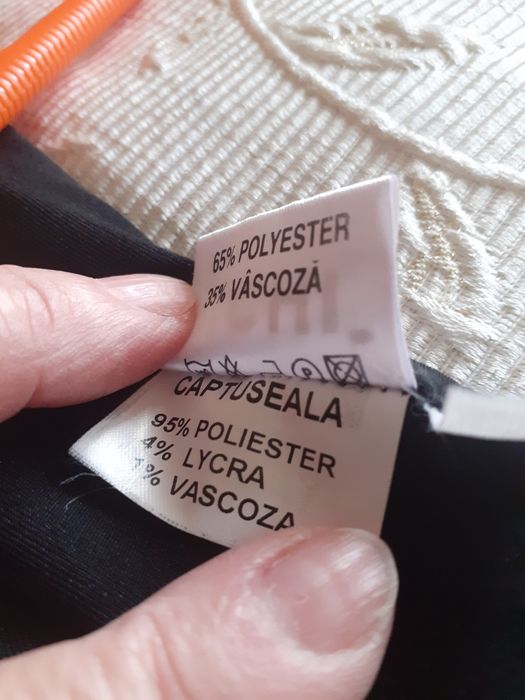 65% POLYESTER
35% VÂSCOZĂ
CAPTUSEALA
95% POLIESTER
4% LYCRA
1% VASCOZA